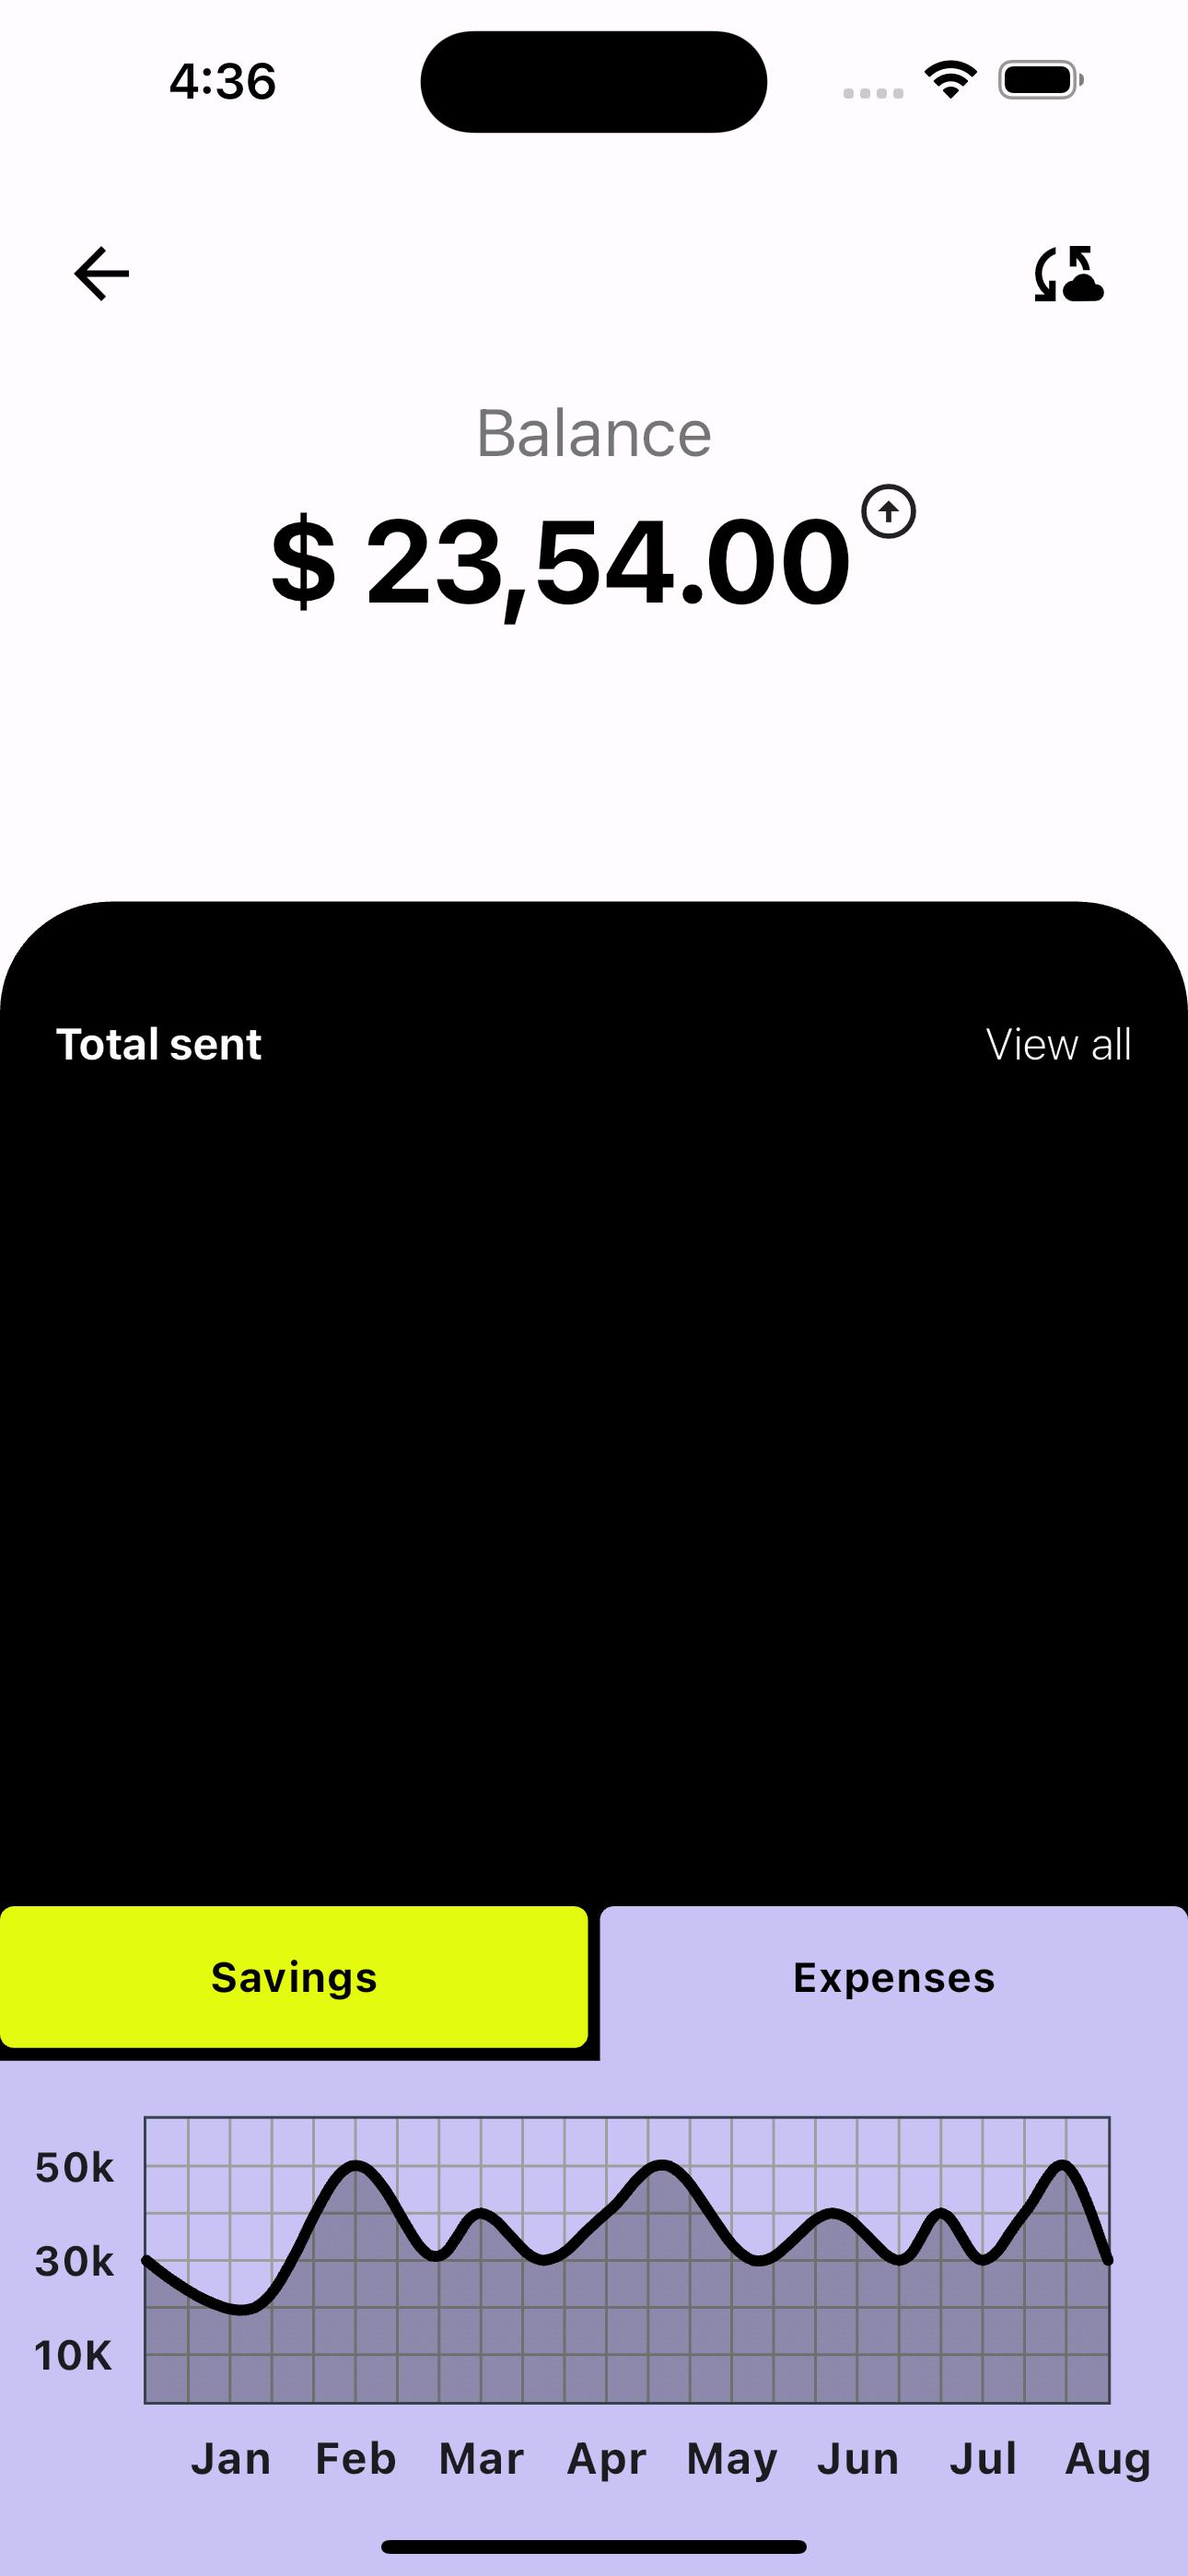 4:36
Balance
$ 23,54.00
Total sent
View all
Savings
Expenses
50k
30k
10K
Jan Feb Mar Apr May Jun Jul Aug